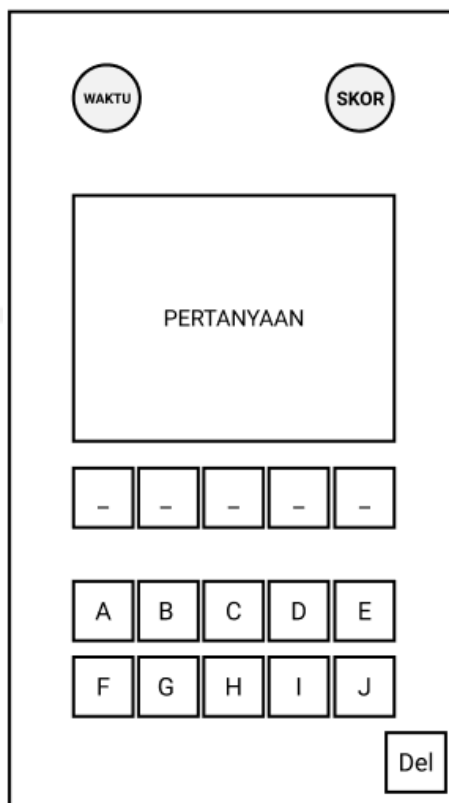 WAKTU SKOR
PERTANYAAN
_ _ _ _ _
A B C D E
F G H I J
Del